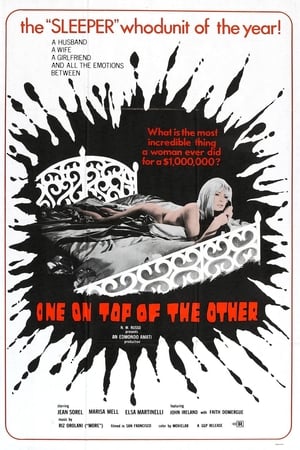 the "SLEEPER" whodunit of the year!
A HUSBAND
A WIFE
A GIRLFRIEND
AND ALL THE EMOTIONS
BETWEEN
What is the most
incredible thing
a woman ever did
for a $1,000,000?
ONE ON TOP OF THE OTHER
presents
AN EDMONDO AMATI
production
starring
JEAN SOREL MARISA MELL ELSA MARTINELLI
featuring
JOHN IRELAND with FAITH DOMERGUE
music by
RIZ OROLANI ("MORE")
filmed in SAN FRANCISCO
color by MOVIELAB
A GGP RELEASE